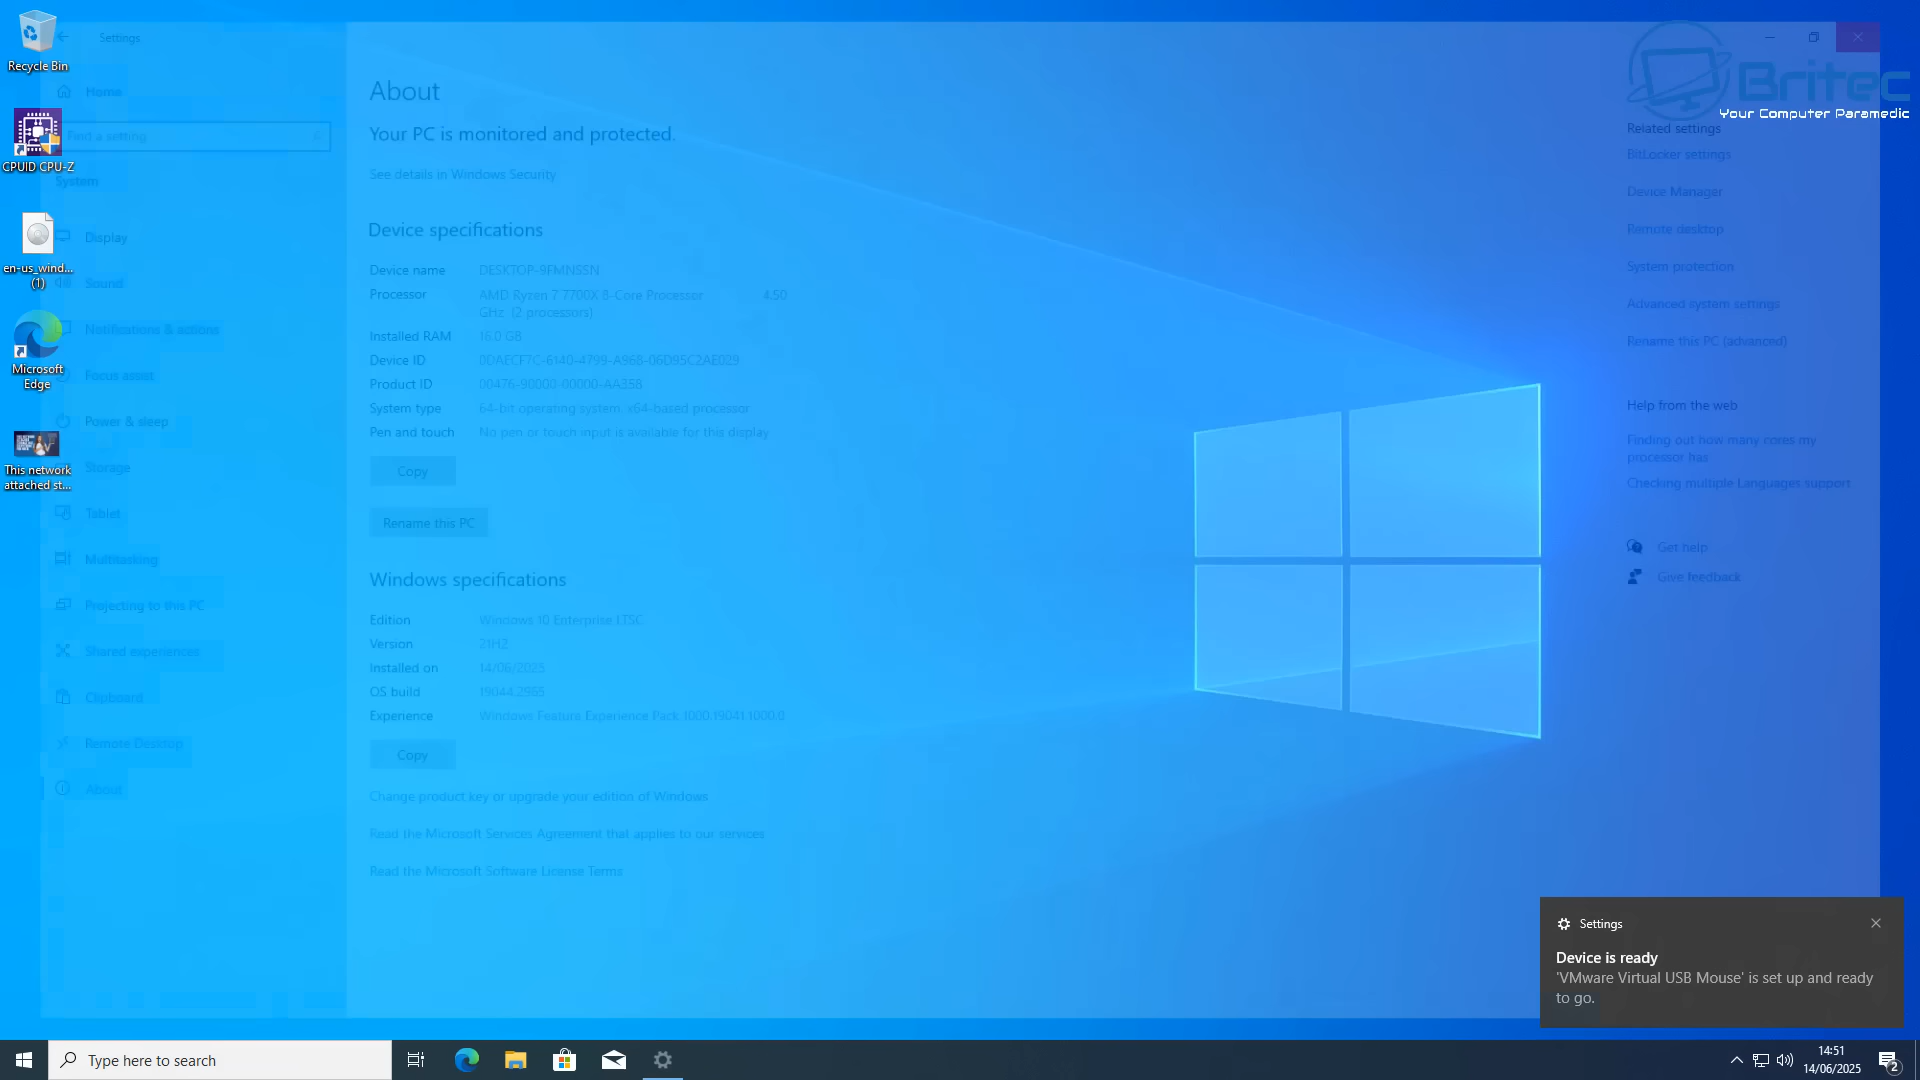 Recycle Bin
CPUID CPU-Z
en-us_wind...
(1)
Microsoft
Edge
This network
attached st...
Settings
Home
Find a setting
System
Display
Sound
Notifications & actions
Focus assist
Power & sleep
Storage
Tablet
Multitasking
Projecting to this PC
Shared experiences
Clipboard
Remote Desktop
About
About
Your PC is monitored and protected.
See details in Windows Security
Device specifications
Device name DESKTOP-9FMNSSN
Processor AMD Ryzen 7 7700X 8-Core Processor 4.50
GHz (2 processors)
Installed RAM 16.0 GB
Device ID 0DAECF7C-6140-4799-A968-06D95C2AE029
Product ID 00476-90000-00000-AA358
System type 64-bit operating system, x64-based processor
Pen and touch No pen or touch input is available for this display
Copy
Rename this PC
Windows specifications
Edition Windows 10 Enterprise LTSC
Version 21H2
Installed on 14/06/2025
OS build 19044.2965
Experience Windows Feature Experience Pack 1000.19041.1000.0
Copy
Change product key or upgrade your edition of Windows
Read the Microsoft Services Agreement that applies to our services
Read the Microsoft Software License Terms
Britec
Your Computer Paramedic
Related settings
BitLocker settings
Device Manager
Remote desktop
System protection
Advanced system settings
Rename this PC (advanced)
Help from the web
Finding out how many cores my
processor has
Checking multiple Languages support
Get help
Give feedback
Settings
Device is ready
'VMware Virtual USB Mouse' is set up and ready
to go.
Type here to search
14:51
14/06/2025
2